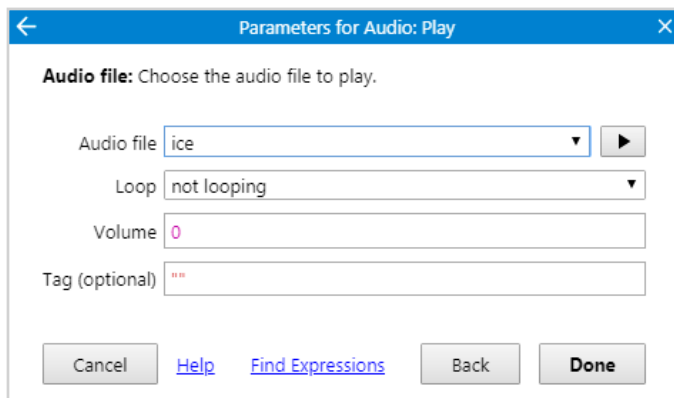 Parameters for Audio: Play
Audio file: Choose the audio file to play.
Audio file ice
Loop not looping
Volume 0
Tag (optional) ""
Cancel Help Find Expressions Back Done